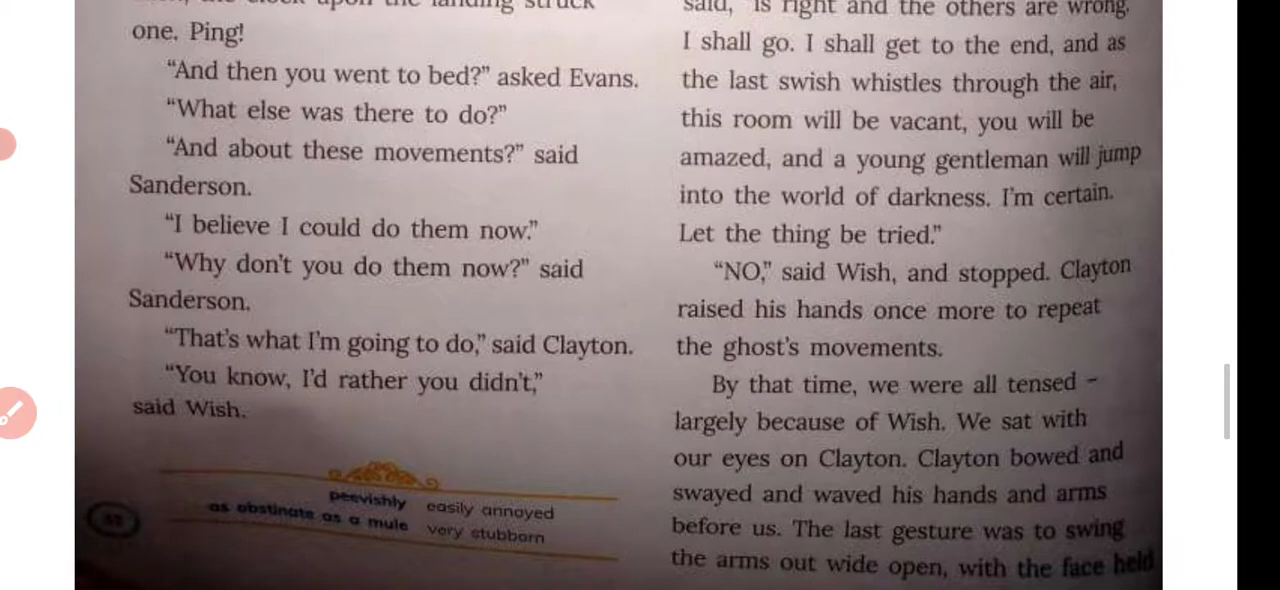 one. Ping!
“And then you went to bed?” asked Evans.
“What else was there to do?”
“And about these movements?” said
Sanderson.
“I believe I could do them now.”
“Why don’t you do them now?” said
Sanderson.
“That’s what I’m going to do,” said Clayton.
“You know, I’d rather you didn’t,”
said Wish.
peevishly easily annoyed
as obstinate as a mule very stubborn
said, “is right and the others are wrong.
I shall go. I shall get to the end, and as
the last swish whistles through the air,
this room will be vacant, you will be
amazed, and a young gentleman will jump
into the world of darkness. I’m certain.
Let the thing be tried.”
“NO,” said Wish, and stopped. Clayton
raised his hands once more to repeat
the ghost’s movements.
By that time, we were all tensed –
largely because of Wish. We sat with
our eyes on Clayton. Clayton bowed and
swayed and waved his hands and arms
before us. The last gesture was to swing
the arms out wide open, with the face held